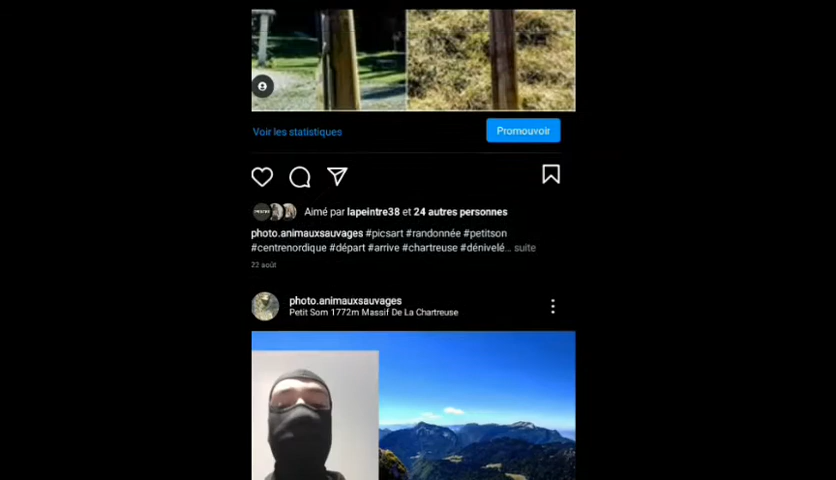 Voir les statistiques
Promouvoir
Aimé par lapeintre38 et 24 autres personnes
photo.animauxsauvages #picsart #randonnée #petitson
#centrenordique #départ #arrive #chartreuse #dénivelé... suite
22 août
photo.animauxsauvages
Petit Som 1772m Massif De La Chartreuse